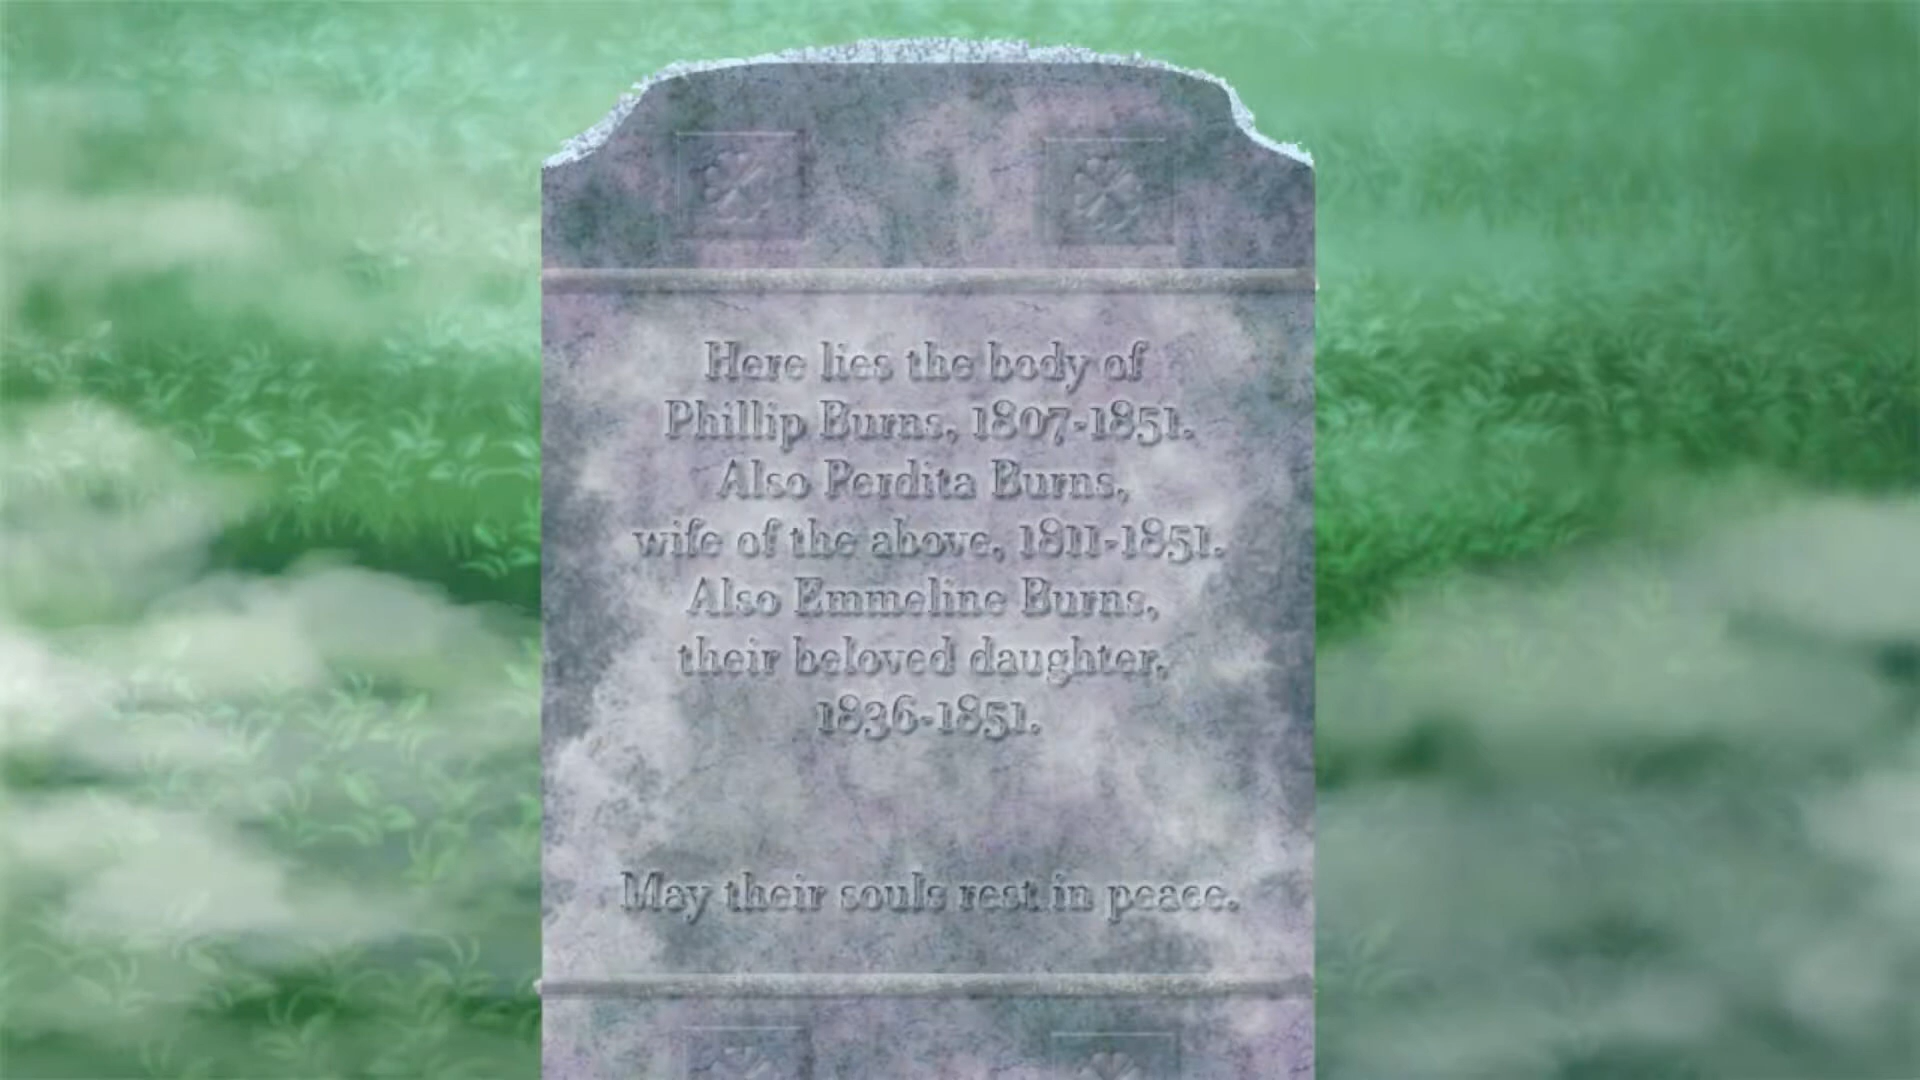 Here lies the body of
Phillip Burns, 1807-1851.
Also Perdita Burns,
wife of the above, 1811-1851.
Also Emmeline Burns,
their beloved daughter,
1836-1851.
May their souls rest in peace.